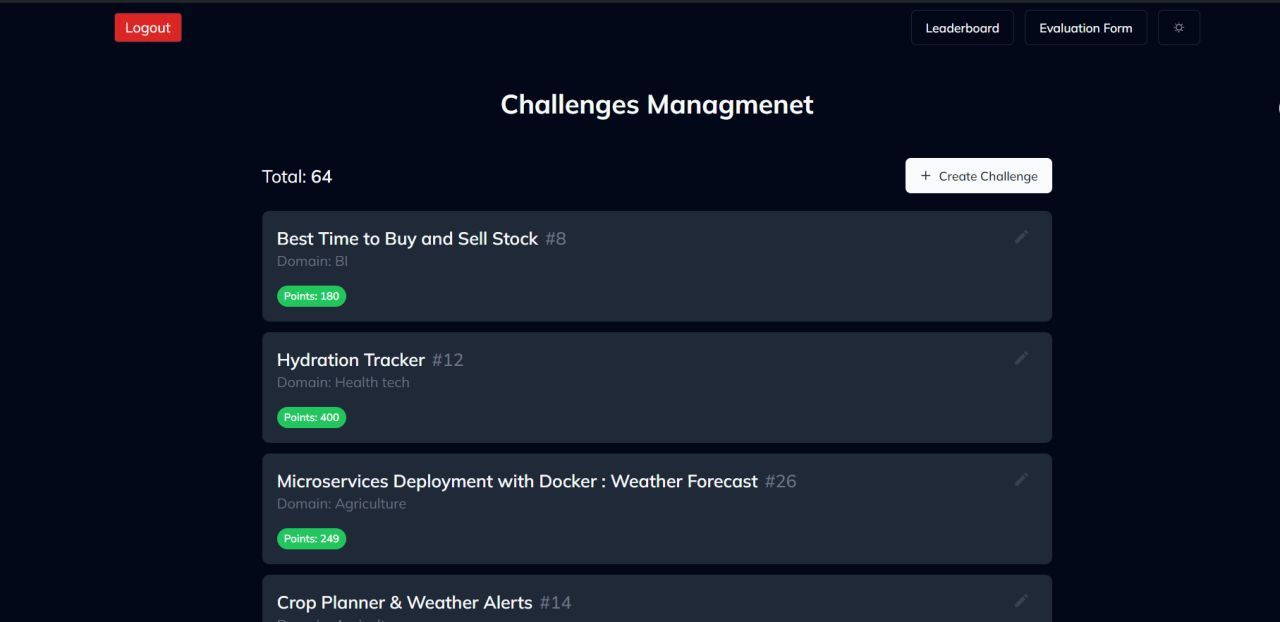 Logout
Leaderboard
Evaluation Form
Challenges Managmenet
Total: 64
+ Create Challenge
Best Time to Buy and Sell Stock #8
Domain: BI
Points: 180
Hydration Tracker #12
Domain: Health tech
Points: 400
Microservices Deployment with Docker : Weather Forecast #26
Domain: Agriculture
Points: 249
Crop Planner & Weather Alerts #14